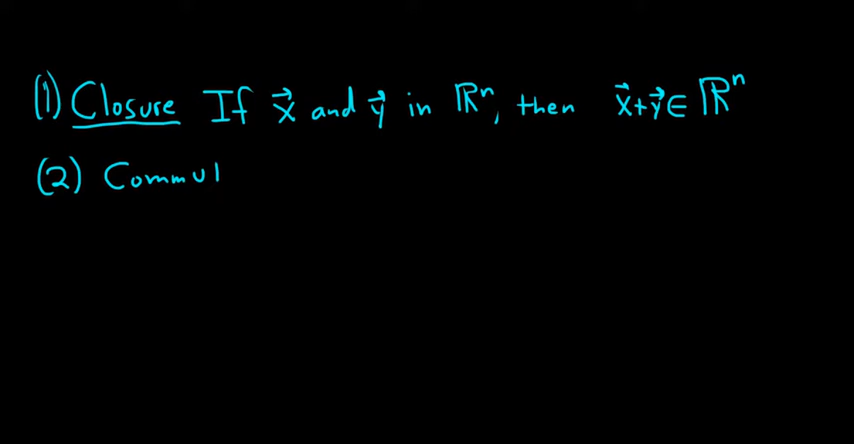 (1) Closure If x⃗ and y⃗ in ℝⁿ, then x⃗+y⃗ ∈ ℝⁿ
(2) Commul